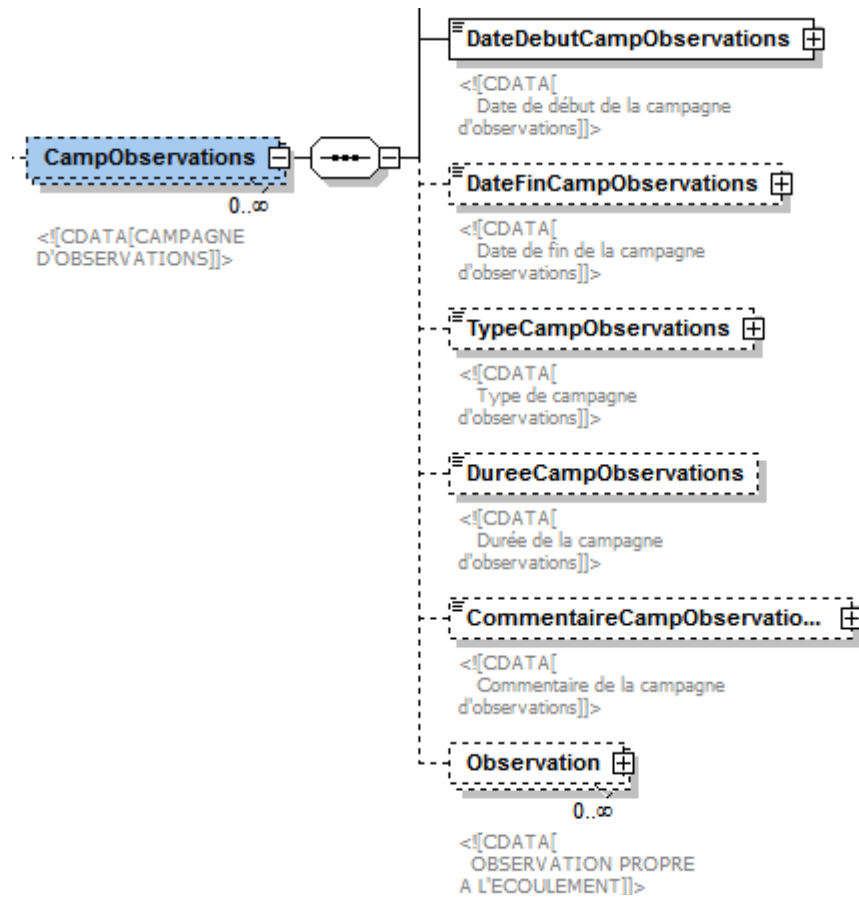 DateDebutCampObservations
<![CDATA[
Date de début de la campagne
d'observations]]>
CampObservations
0..∞
<![CDATA[CAMPAGNE
D'OBSERVATIONS]]>
DateFinCampObservations
<![CDATA[
Date de fin de la campagne
d'observations]]>
TypeCampObservations
<![CDATA[
Type de campagne
d'observations]]>
DureeCampObservations
<![CDATA[
Durée de la campagne
d'observations]]>
CommentaireCampObservatio...
<![CDATA[
Commentaire de la campagne
d'observations]]>
Observation
0..∞
<![CDATA[
OBSERVATION PROPRE
A L'ECOULEMENT]]>